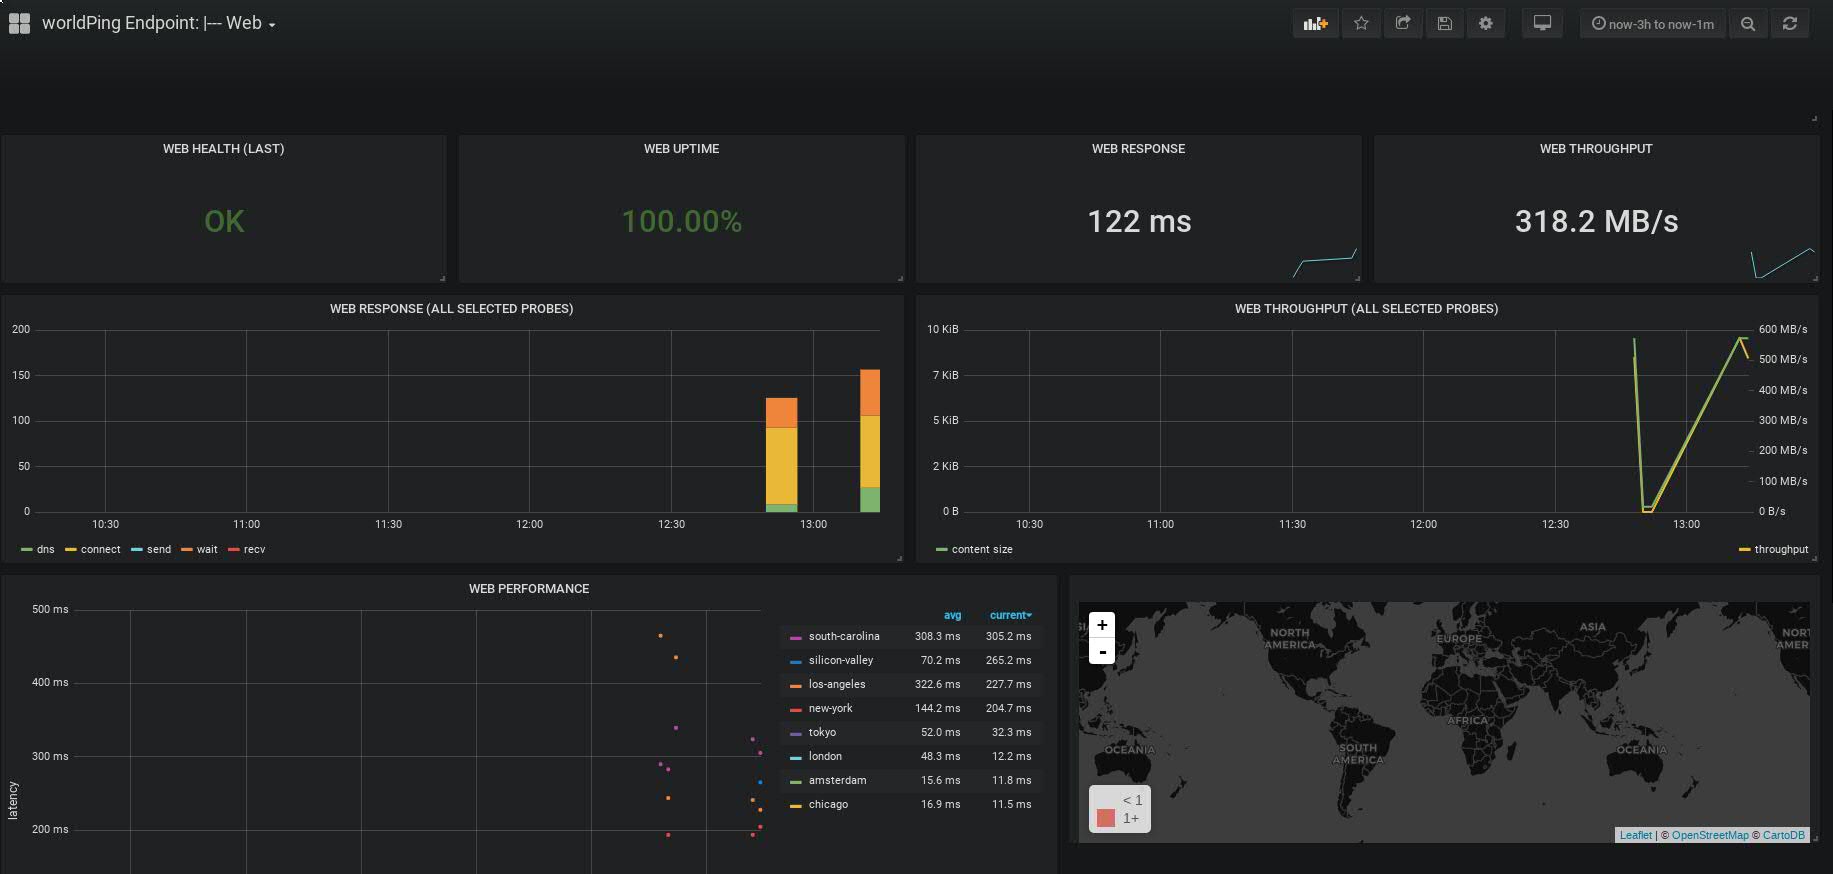 worldPing Endpoint: |--- Web
now-3h to now-1m
WEB HEALTH (LAST)
OK
WEB UPTIME
100.00%
WEB RESPONSE
122 ms
WEB THROUGHPUT
318.2 MB/s
WEB RESPONSE (ALL SELECTED PROBES)
200
150
100
50
0
10:30 11:00 11:30 12:00 12:30 13:00
dns connect send wait recv
WEB THROUGHPUT (ALL SELECTED PROBES)
10 KiB 600 MB/s
500 MB/s
7 KiB
400 MB/s
5 KiB 300 MB/s
200 MB/s
2 KiB
100 MB/s
0 B 0 B/s
10:30 11:00 11:30 12:00 12:30 13:00
content size throughput
WEB PERFORMANCE
500 ms
400 ms
300 ms
200 ms
latency
avg current
south-carolina 308.3 ms 305.2 ms
silicon-valley 70.2 ms 265.2 ms
los-angeles 322.6 ms 227.7 ms
new-york 144.2 ms 204.7 ms
tokyo 52.0 ms 32.3 ms
london 48.3 ms 12.2 ms
amsterdam 15.6 ms 11.8 ms
chicago 16.9 ms 11.5 ms
+
-
NORTH
AMERICA
EUROPE
ASIA
AFRICA
OCEANIA
SOUTH
AMERICA
OCEANIA
< 1
1+
Leaflet | © OpenStreetMap © CartoDB